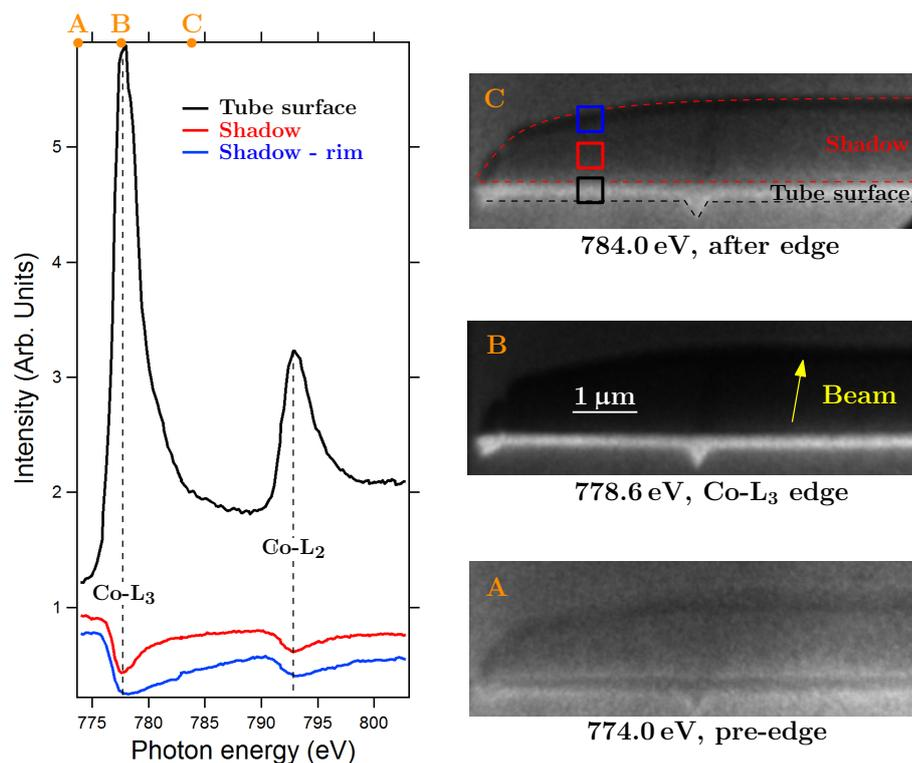 A B C
Tube surface
Shadow
Shadow - rim
Co-L2
Co-L3
5
4
3
2
1
Intensity (Arb. Units)
775 780 785 790 795 800
Photon energy (eV)
C
Shadow
Tube surface
784.0 eV, after edge
B
1 µm
Beam
778.6 eV, Co-L3 edge
A
774.0 eV, pre-edge